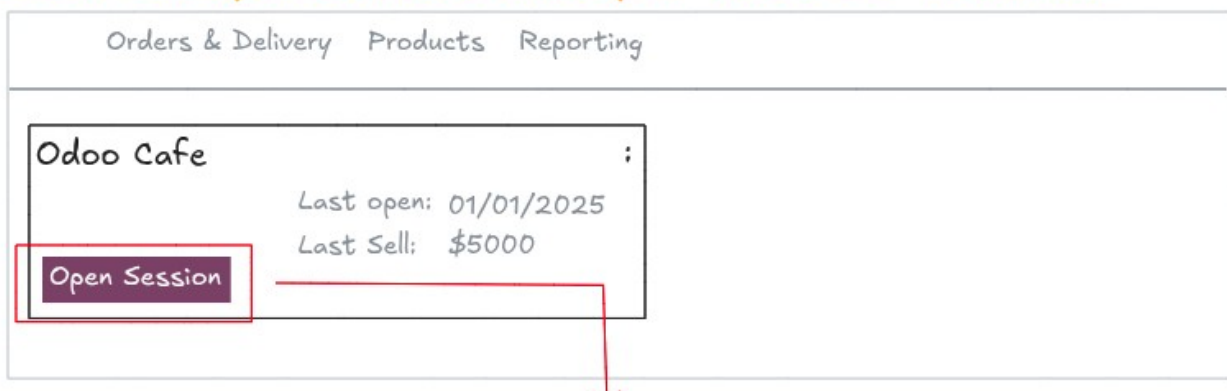 Orders & Delivery Products Reporting
Odoo Cafe :
Last open: 01/01/2025
Last Sell: $5000
Open Session